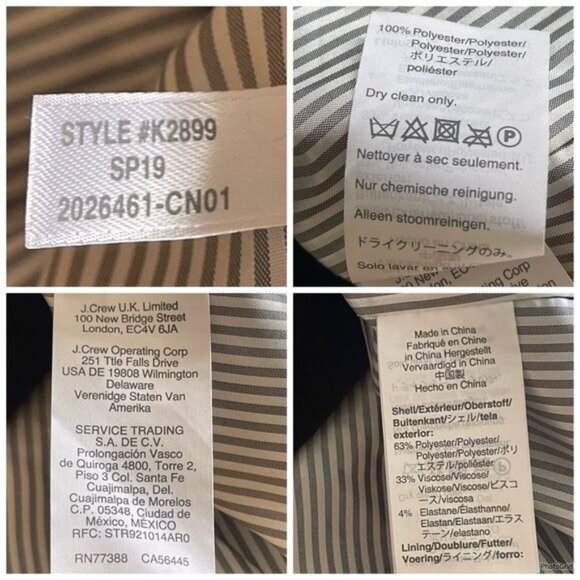 STYLE #K2899
SP19
2026461-CN01
100% Polyester/Polyester/
Polyester/Polyester/
ポリエステル/
poliéster
Dry clean only.
P
Nettoyer à sec seulement.
Nur chemische reinigung.
Alleen stoomreinigen.
ドライクリーニングのみ。
Solo lavar en
Corp
J.Crew U.K. Limited
100 New Bridge Street
London, EC4V 6JA
J.Crew Operating Corp
251 Ttle Falls Drive
USA DE 19808 Wilmington
Delaware
Verenidge Staten Van
Amerika
SERVICE TRADING
S.A. DE C.V.
Prolongación Vasco
de Quiroga 4800, Torre 2,
Piso 3 Col. Santa Fe
Cuajimalpa, Del.
Cuajimalpa de Morelos
C.P. 05348, Ciudad de
México, MÉXICO
RFC: STR921014AR0
RN77388 CA56445
Made in China
Fabriqué en Chine
in China Hergestellt
Vervaardigd in China
中国製
Hecho en China
Shell/Extérieur/Oberstoff/
Buitenkant/シェル/tela
exterior:
63% Polyester/Polyester/
Polyester/Polyester/ポリ
エステル/poliéster
33% Viscose/Viscose/
Viskose/Viscose/ビスコ
ース/viscosa
4% Elastane/Élasthanne/
Elastan/Elastaan/エラス
テーン/elastano
Lining/Doublure/Futter/
Voering/ライニング/forro:
PhotoGrid